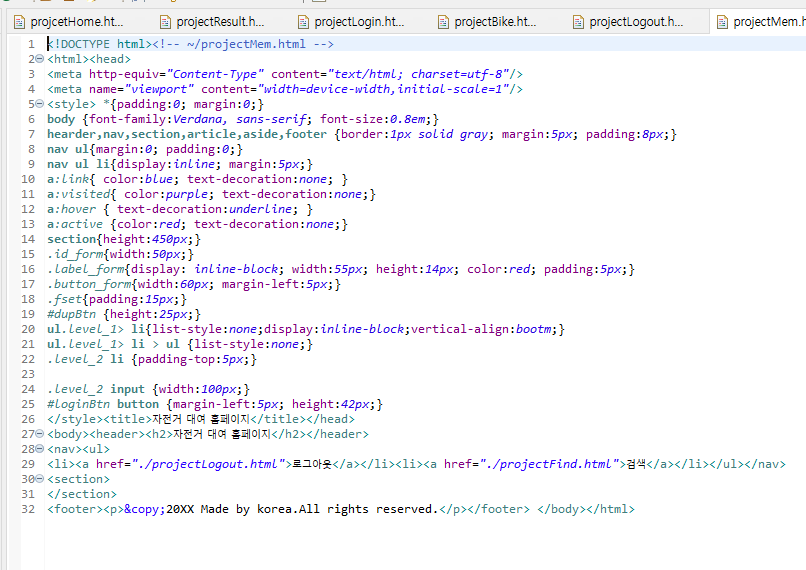 projcetHome.ht... projectResult.h... projectLogin.ht... projectBike.ht... projectLogout.h... projectMem.h
1 <!DOCTYPE html><!-- ~/projectMem.html -->
2 <html><head>
3 <meta http-equiv="Content-Type" content="text/html; charset=utf-8"/>
4 <meta name="viewport" content="width=device-width,initial-scale=1"/>
5 <style> *{padding:0; margin:0;}
6 body {font-family:Verdana, sans-serif; font-size:0.8em;}
7 hearder,nav,section,article,aside,footer {border:1px solid gray; margin:5px; padding:8px;}
8 nav ul{margin:0; padding:0;}
9 nav ul li{display:inline; margin:5px;}
10 a:link{ color:blue; text-decoration:none; }
11 a:visited{ color:purple; text-decoration:none;}
12 a:hover { text-decoration:underline; }
13 a:active {color:red; text-decoration:none;}
14 section{height:450px;}
15 .id_form{width:50px;}
16 .label_form{display: inline-block; width:55px; height:14px; color:red; padding:5px;}
17 .button_form{width:60px; margin-left:5px;}
18 .fset{padding:15px;}
19 #dupBtn {height:25px;}
20 ul.level_1> li{list-style:none;display:inline-block;vertical-align:bootm;}
21 ul.level_1> li > ul {list-style:none;}
22 .level_2 li {padding-top:5px;}
23
24 .level_2 input {width:100px;}
25 #loginBtn button {margin-left:5px; height:42px;}
26 </style><title>자전거 대여 홈페이지</title></head>
27 <body><header><h2>자전거 대여 홈페이지</h2></header>
28 <nav><ul>
29 <li><a href="./projectLogout.html">로그아웃</a></li><li><a href="./projectFind.html">검색</a></li></ul></nav>
30 <section>
31 </section>
32 <footer><p>&copy;20XX Made by korea.All rights reserved.</p></footer> </body></html>